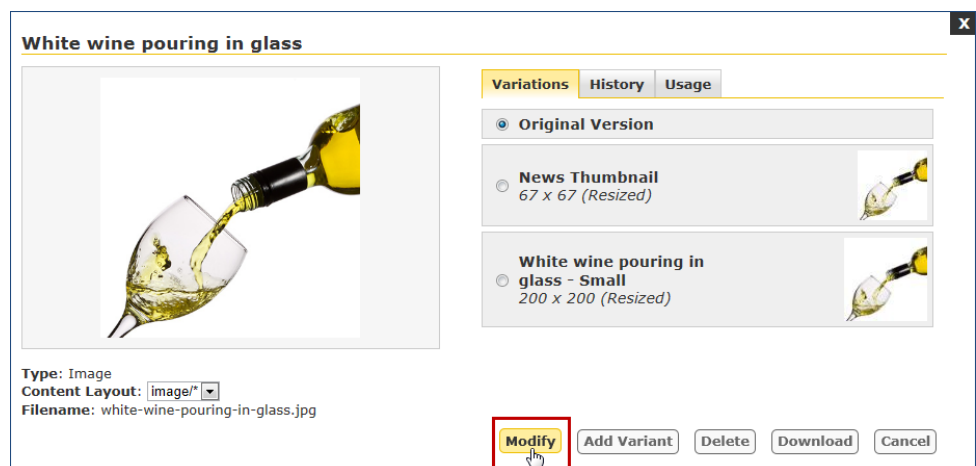 X
White wine pouring in glass
Variations History Usage
Original Version
News Thumbnail
67 x 67 (Resized)
White wine pouring in
glass - Small
200 x 200 (Resized)
Type: Image
Content Layout: image/*
Filename: white-wine-pouring-in-glass.jpg
Modify Add Variant Delete Download Cancel